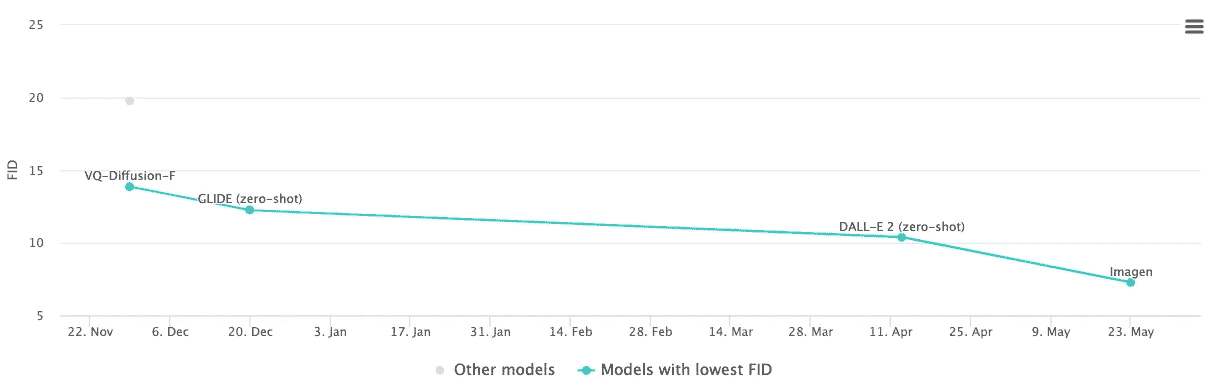 25
20
15
10
5
FID
VQ-Diffusion-F
GLIDE (zero-shot)
DALL-E 2 (zero-shot)
Imagen
22. Nov 6. Dec 20. Dec 3. Jan 17. Jan 31. Jan 14. Feb 28. Feb 14. Mar 28. Mar 11. Apr 25. Apr 9. May 23. May
Other models Models with lowest FID